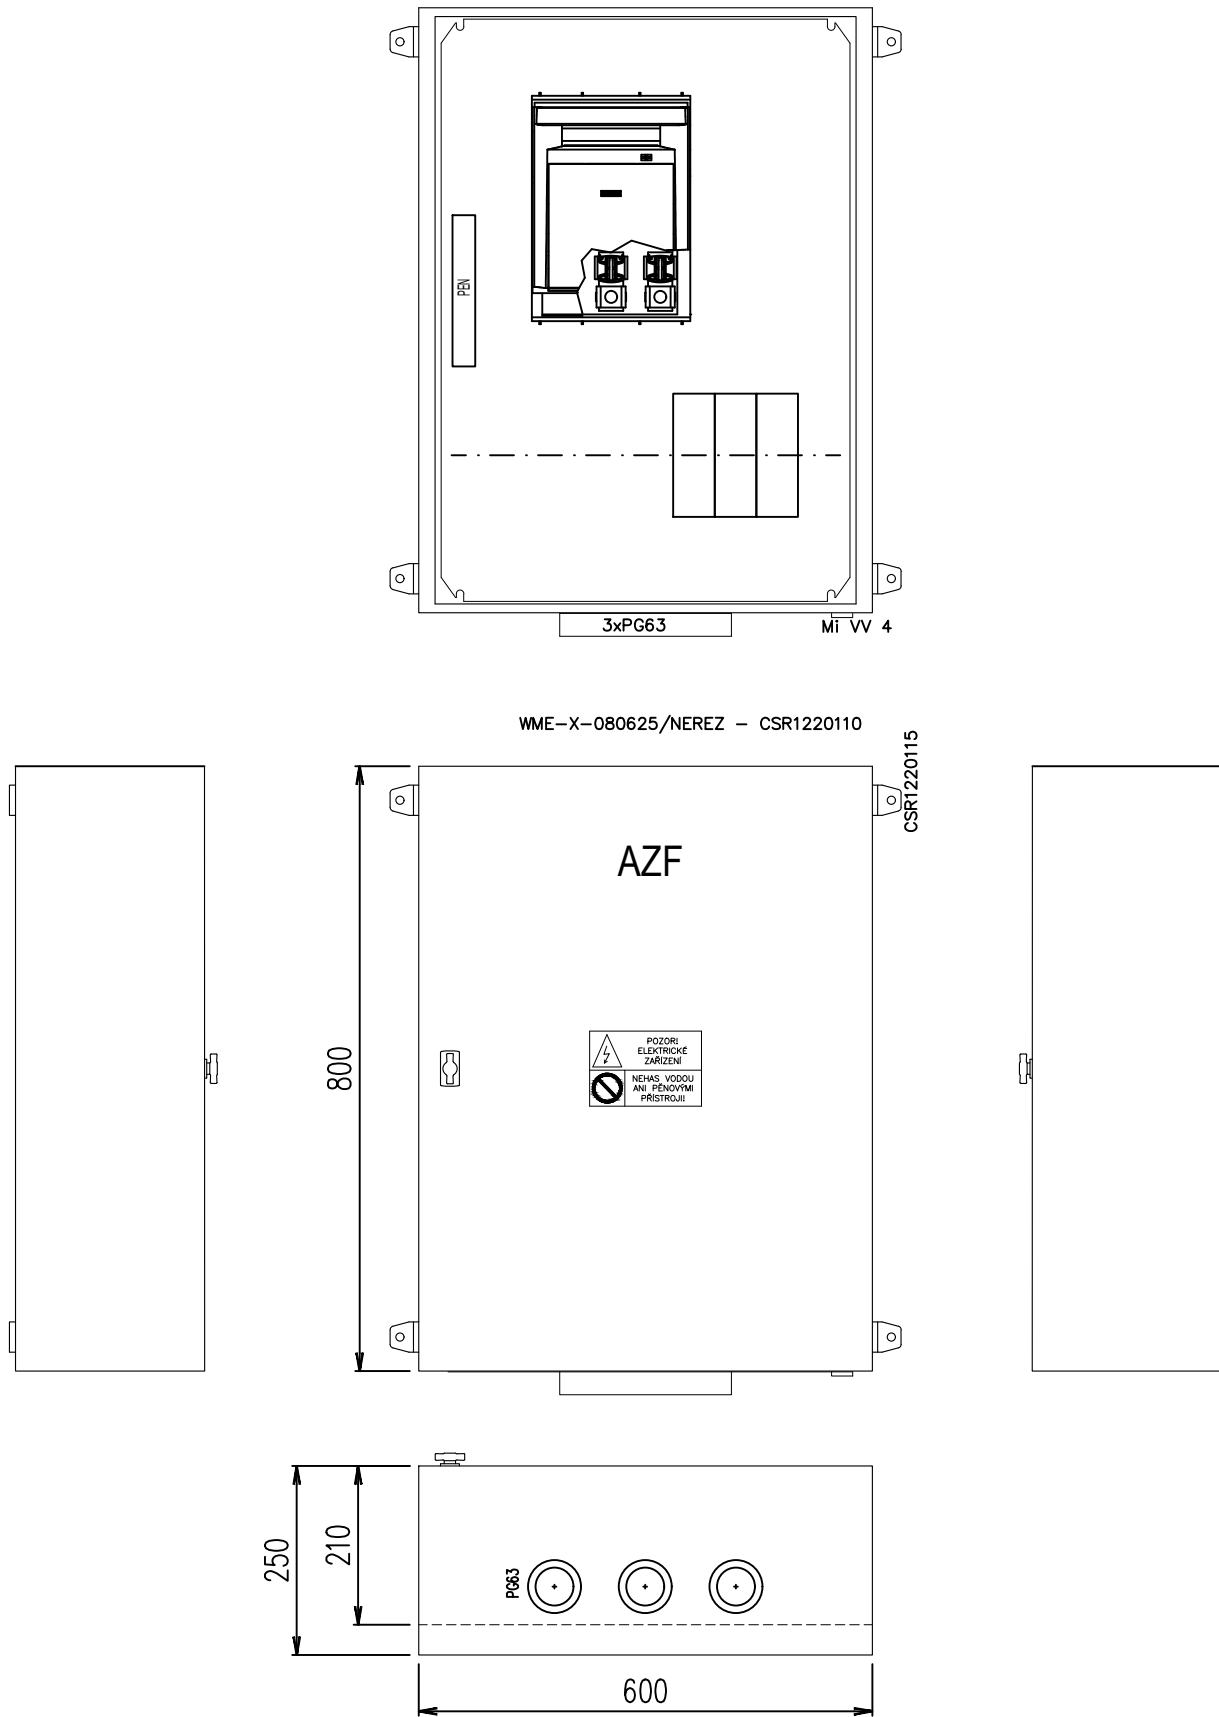 PEN
3xPG63
Mi VV 4
WME-X-080625/NEREZ - CSR1220110
CSR1220115
AZF
800
POZOR!
ELEKTRICKÉ
ZAŘÍZENÍ
NEHAS VODOU
ANI PĚNOVÝMI
PŘÍSTROJI!
250
210
PG63
600